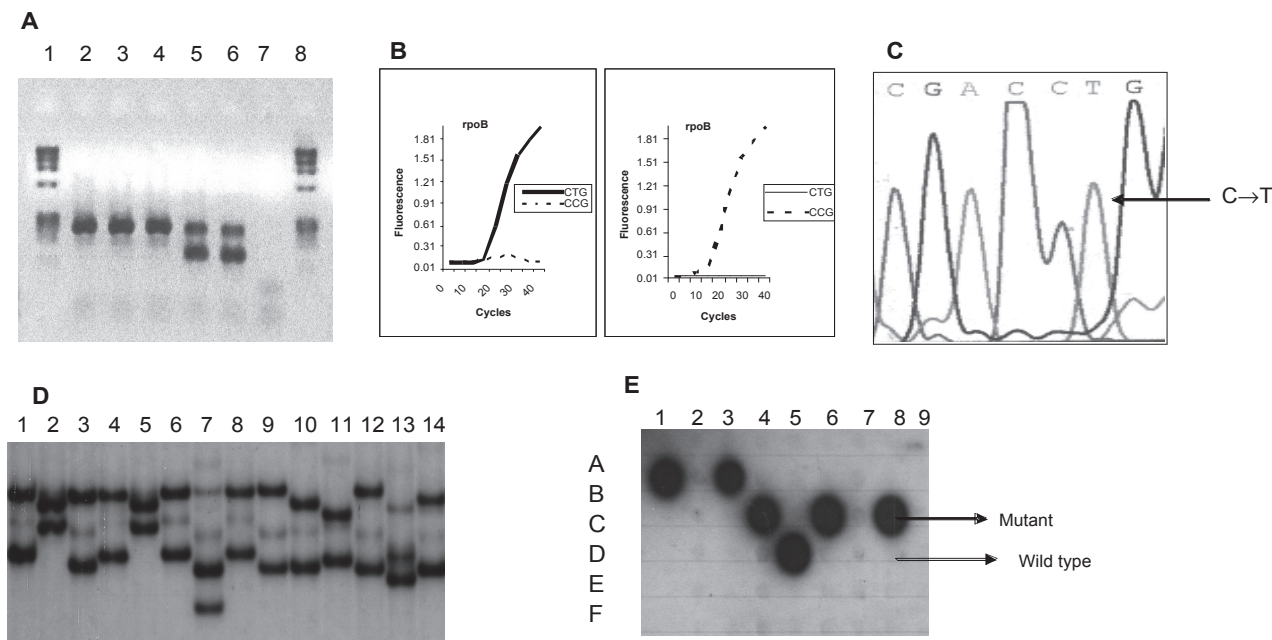 A
1 2 3 4 5 6 7 8
B
rpoB
Fluorescence
1.81
1.51
1.21
0.91
0.61
0.31
0.01
0 10 20 30 40
Cycles
CTG
CCG
rpoB
Fluorescence
1.81
1.51
1.21
0.91
0.61
0.31
0.01
0 10 20 30 40
Cycles
CTG
CCG
C
C G A C C T G
C→T
D
1 2 3 4 5 6 7 8 9 10 11 12 13 14
E
1 2 3 4 5 6 7 8 9
A
B
C
D
E
F
Mutant
Wild type